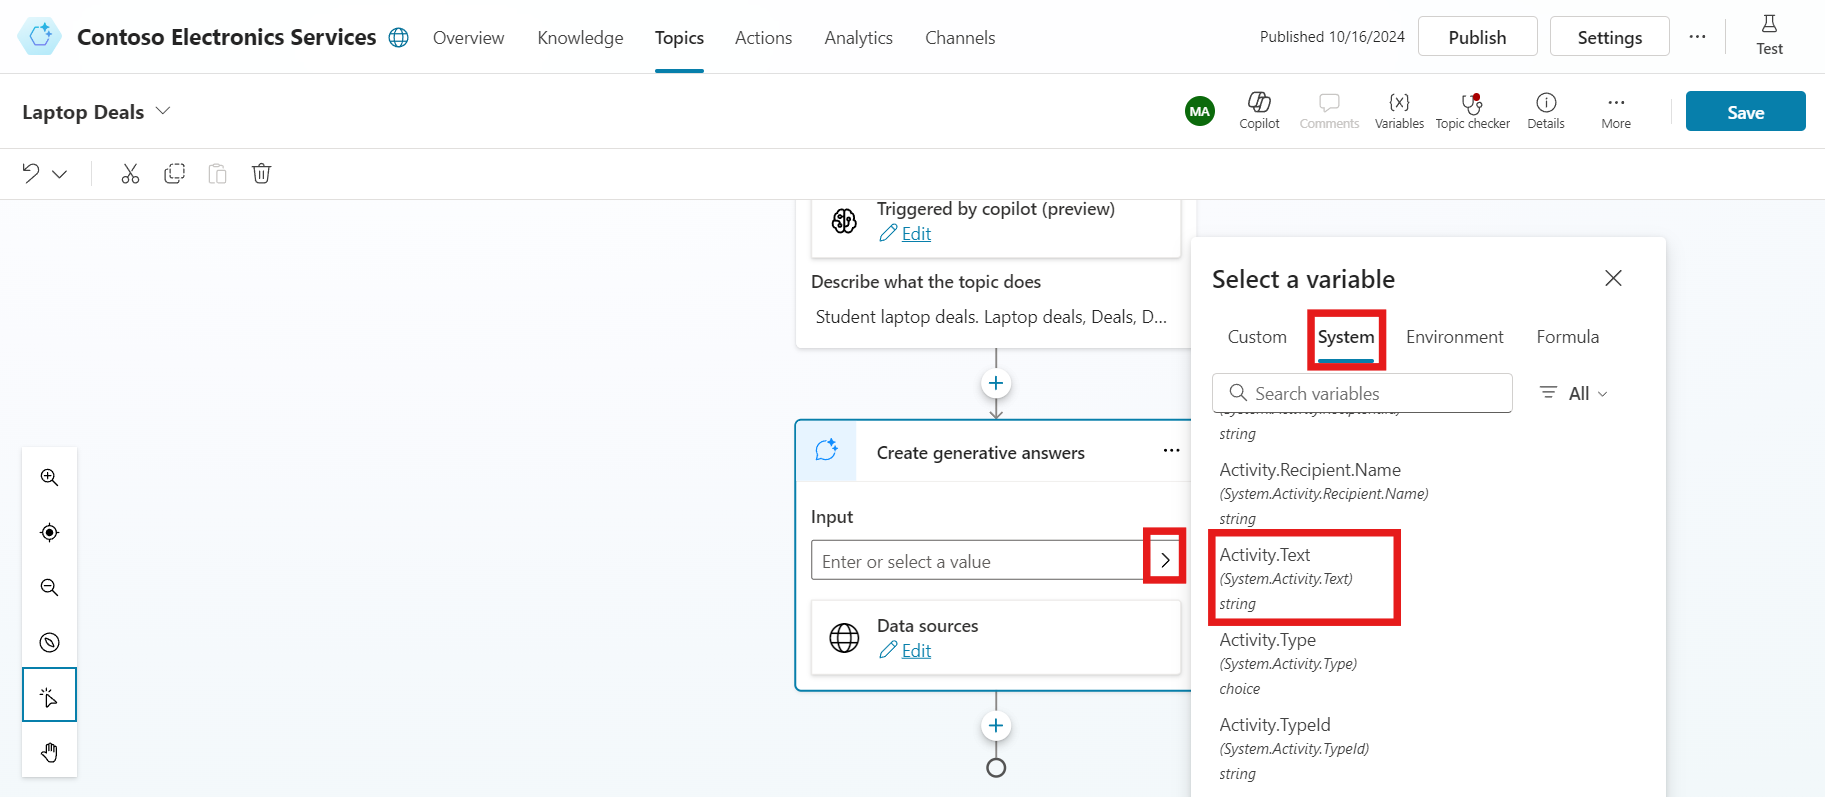 Contoso Electronics Services
Overview
Knowledge
Topics
Actions
Analytics
Channels
Published 10/16/2024
Publish
Settings
Test
Laptop Deals
MA
Copilot
Comments
Variables
Topic checker
Details
More
Save
Triggered by copilot (preview)
Edit
Describe what the topic does
Student laptop deals. Laptop deals, Deals, D...
Create generative answers
Input
Enter or select a value
Data sources
Edit
Select a variable
Custom
System
Environment
Formula
Search variables
All
string
Activity.Recipient.Name
(System.Activity.Recipient.Name)
string
Activity.Text
(System.Activity.Text)
string
Activity.Type
(System.Activity.Type)
choice
Activity.TypeId
(System.Activity.TypeId)
string